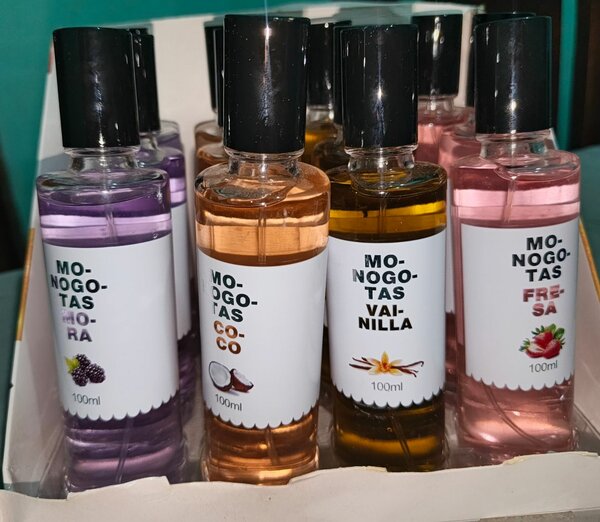 MO-
NOGO-
TAS
MO-
RA
100ml
MO-
NOGO-
TAS
CO-
CO
100ml
MO-
NOGO-
TAS
VAI-
NILLA
100ml
MO-
NOGO-
TAS
FRE-
SA
100ml